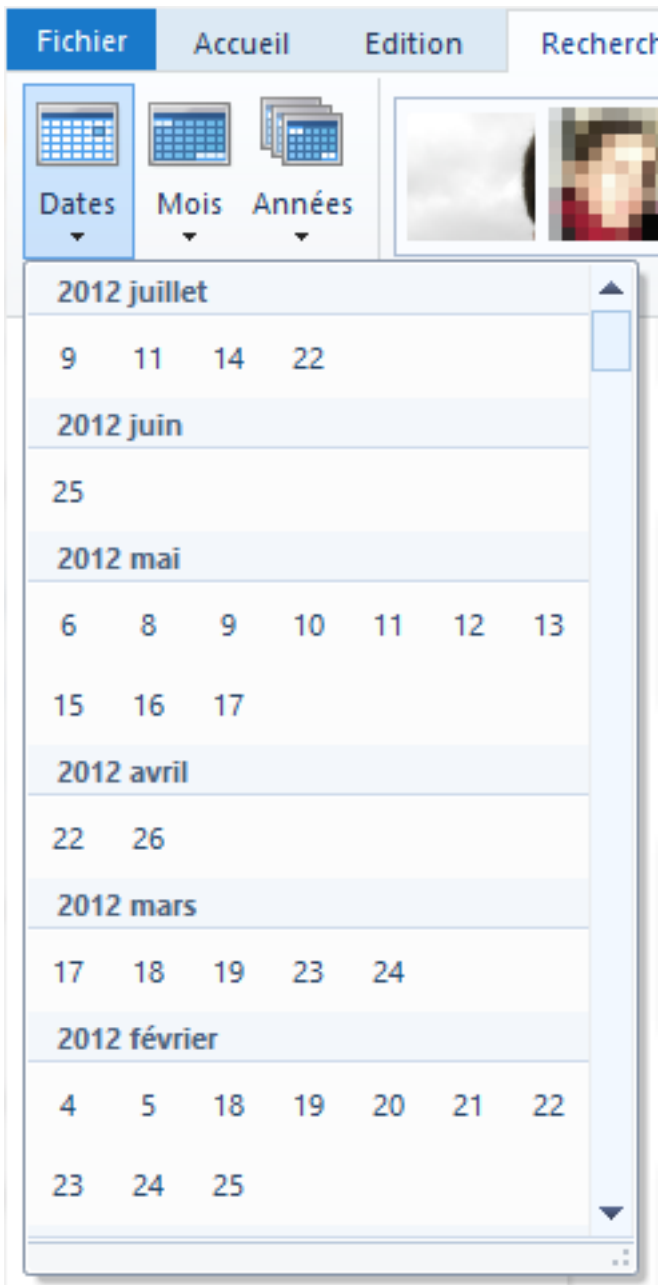 Fichier Accueil Edition Recherch
Dates Mois Années
2012 juillet
9 11 14 22
2012 juin
25
2012 mai
6 8 9 10 11 12 13
15 16 17
2012 avril
22 26
2012 mars
17 18 19 23 24
2012 février
4 5 18 19 20 21 22
23 24 25